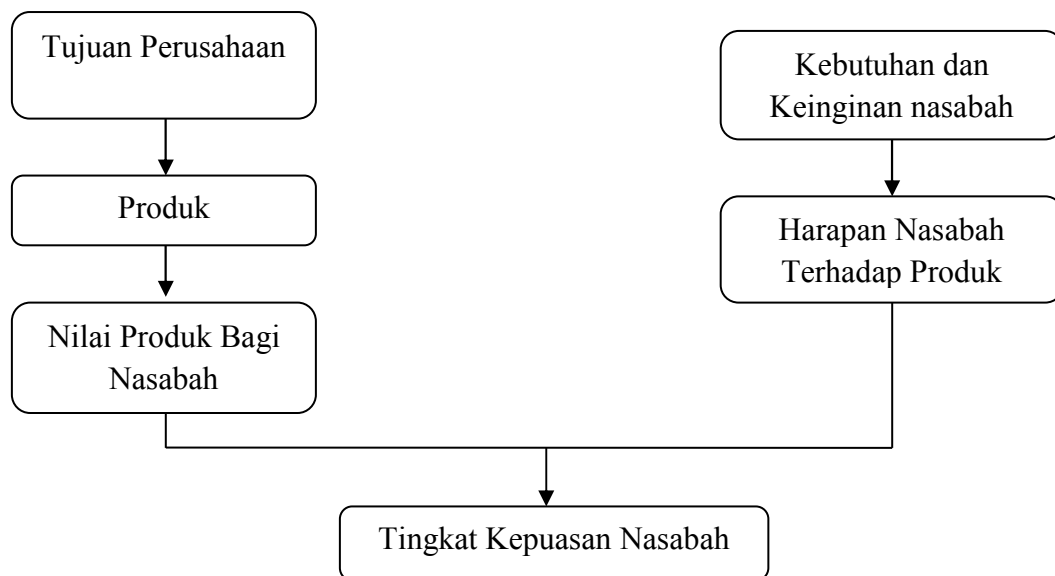 Tujuan Perusahaan
Produk
Nilai Produk Bagi
Nasabah
Kebutuhan dan
Keinginan nasabah
Harapan Nasabah
Terhadap Produk
Tingkat Kepuasan Nasabah